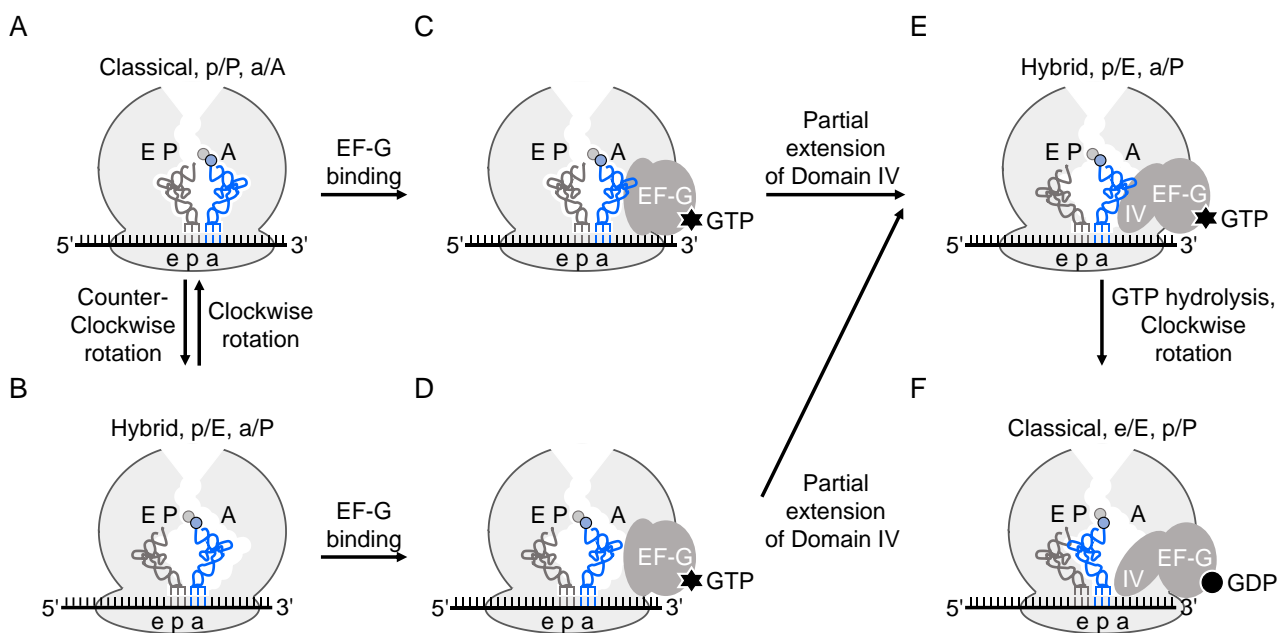 A
Classical, p/P, a/A
E P A
5' 3'
e p a
EF-G
binding
C
E P A
EF-G
GTP
5' 3'
e p a
Partial
extension
of Domain IV
E
Hybrid, p/E, a/P
E P A
EF-G
IV
GTP
5' 3'
e p a
Counter-
Clockwise
rotation
Clockwise
rotation
GTP hydrolysis,
Clockwise
rotation
B
Hybrid, p/E, a/P
E P A
5' 3'
e p a
EF-G
binding
D
E P A
EF-G
GTP
5' 3'
e p a
Partial
extension
of Domain IV
F
Classical, e/E, p/P
E P A
EF-G
IV
GDP
5' 3'
e p a